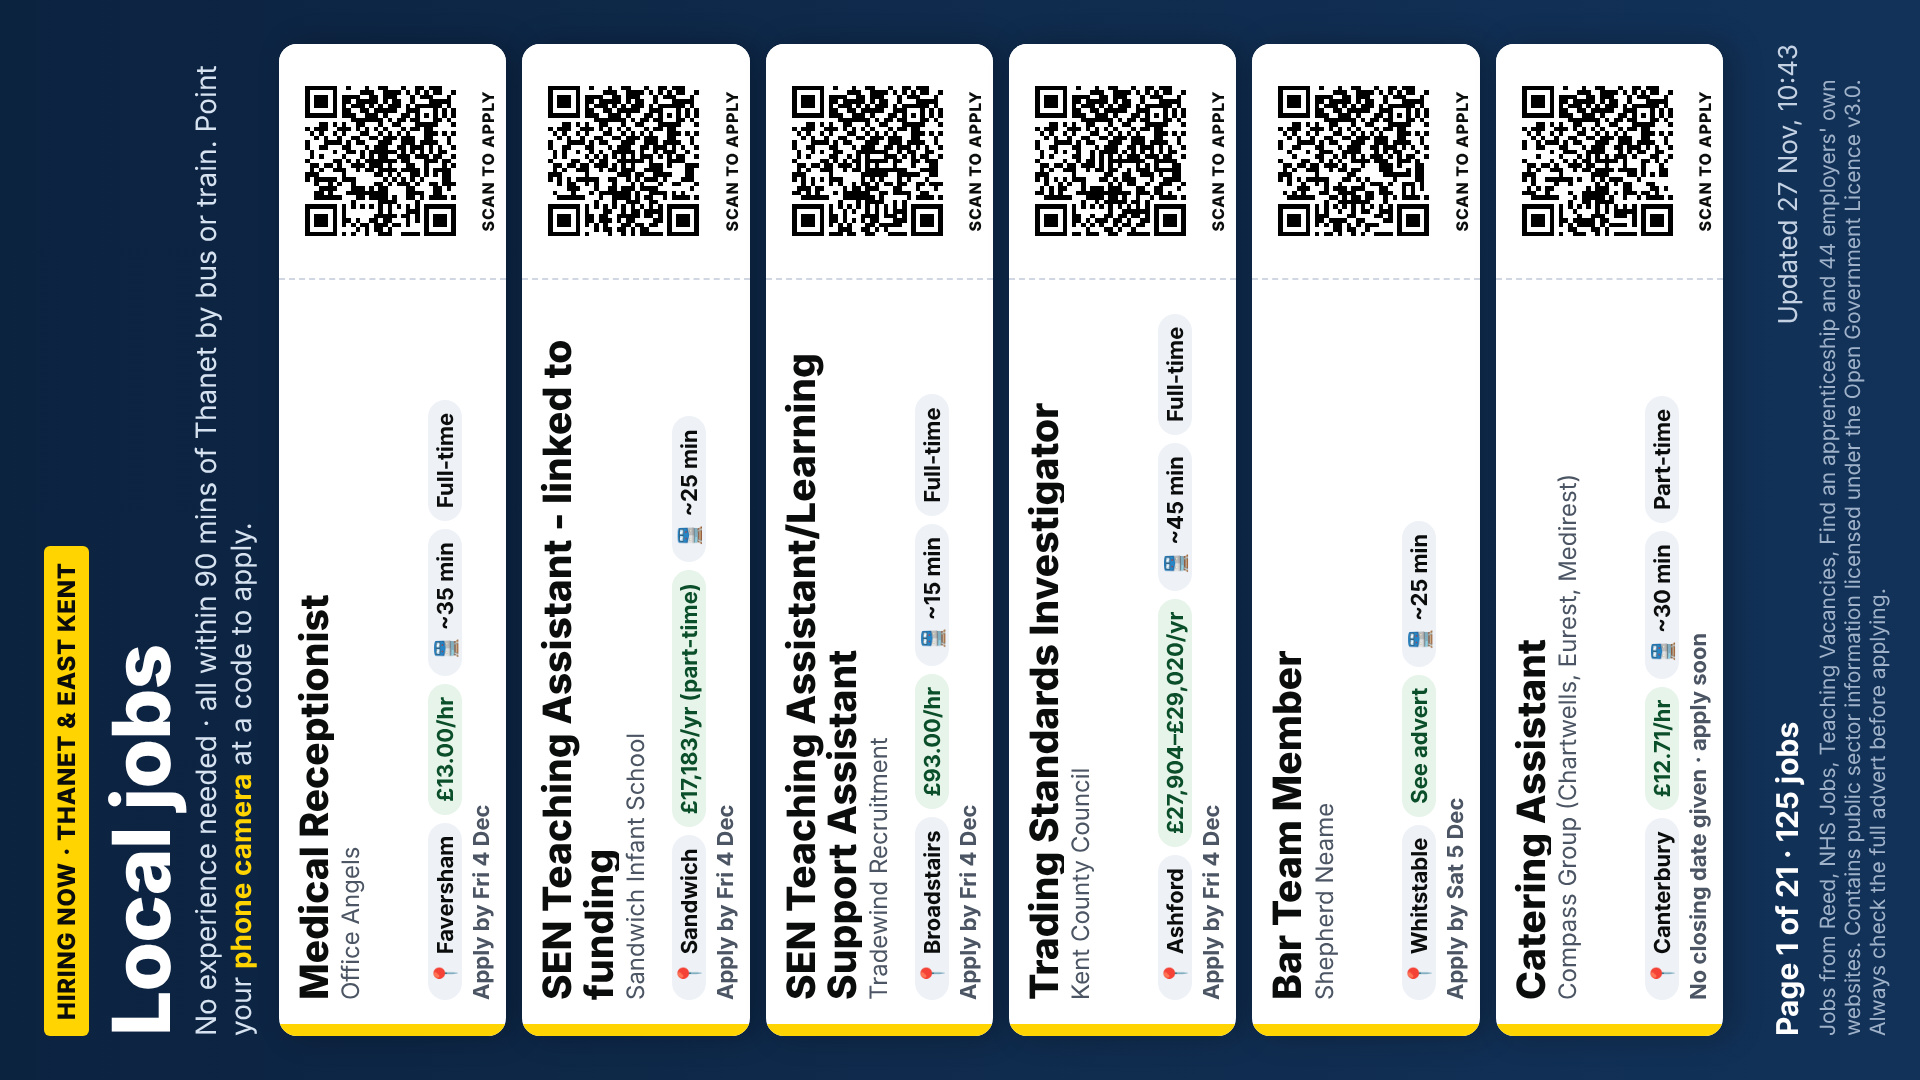 HIRING NOW · THANET & EAST KENT
Local jobs
No experience needed · all within 90 mins of Thanet by bus or train. Point
your phone camera at a code to apply.
Medical Receptionist
Office Angels
Faversham
£13.00/hr
~35 min
Full-time
Apply by Fri 4 Dec
SCAN TO APPLY
SEN Teaching Assistant - linked to
funding
Sandwich Infant School
Sandwich
£17,183/yr (part-time)
~25 min
Apply by Fri 4 Dec
SCAN TO APPLY
SEN Teaching Assistant/Learning
Support Assistant
Tradewind Recruitment
Broadstairs
£93.00/hr
~15 min
Full-time
Apply by Fri 4 Dec
SCAN TO APPLY
Trading Standards Investigator
Kent County Council
Ashford
£27,904–£29,020/yr
~45 min
Full-time
Apply by Fri 4 Dec
SCAN TO APPLY
Bar Team Member
Shepherd Neame
Whitstable
See advert
~25 min
Apply by Sat 5 Dec
SCAN TO APPLY
Catering Assistant
Compass Group (Chartwells, Eurest, Medirest)
Canterbury
£12.71/hr
~30 min
Part-time
No closing date given · apply soon
SCAN TO APPLY
Page 1 of 21 · 125 jobs
Updated 27 Nov, 10:43
Jobs from Reed, NHS Jobs, Teaching Vacancies, Find an apprenticeship and 44 employers' own
websites. Contains public sector information licensed under the Open Government Licence v3.0.
Always check the full advert before applying.